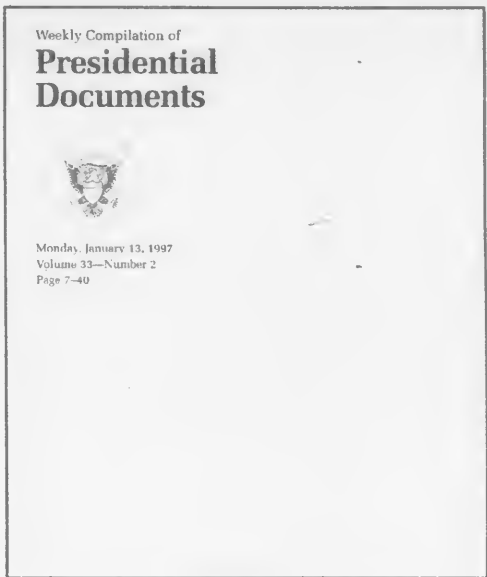 Weekly Compilation of
Presidential
Documents
Monday, January 13, 1997
Volume 33—Number 2
Page 7–40